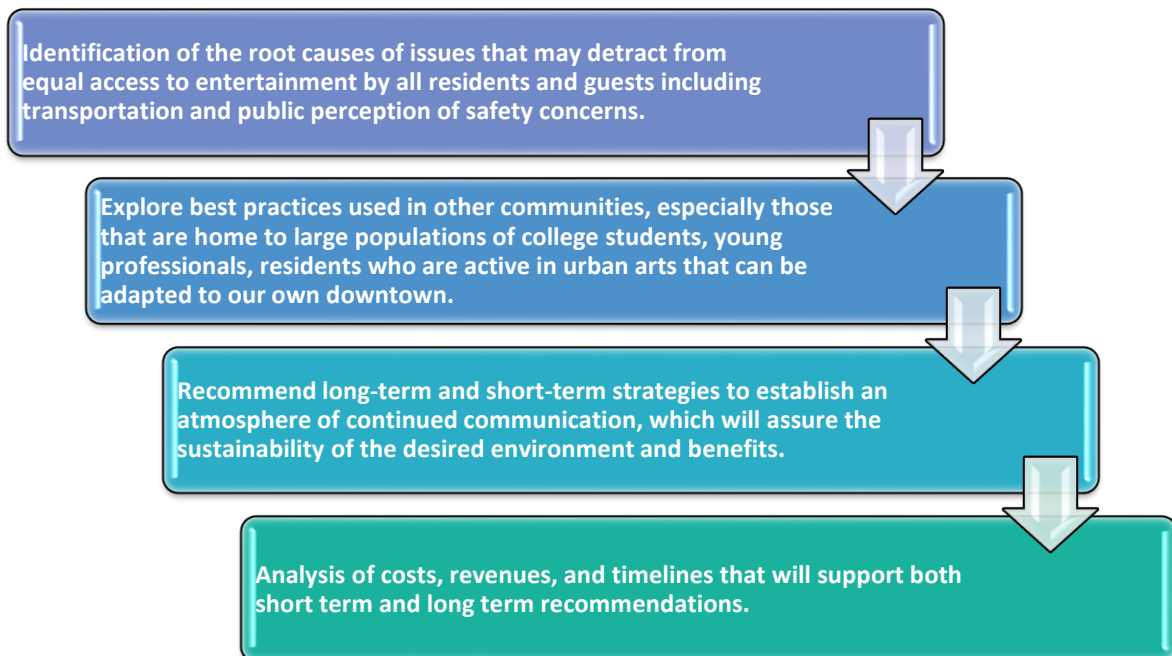 Identification of the root causes of issues that may detract from
equal access to entertainment by all residents and guests including
transportation and public perception of safety concerns.
Explore best practices used in other communities, especially those
that are home to large populations of college students, young
professionals, residents who are active in urban arts that can be
adapted to our own downtown.
Recommend long-term and short-term strategies to establish an
atmosphere of continued communication, which will assure the
sustainability of the desired environment and benefits.
Analysis of costs, revenues, and timelines that will support both
short term and long term recommendations.